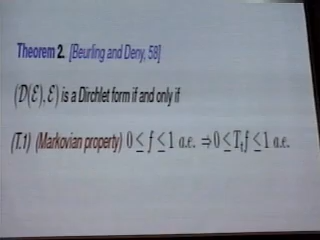 Theorem 2. [Beurling and Deny, 58]
(𝒟(ℰ), ℰ) is a Dirchlet form if and only if
(T.1) (Markovian property) 0 ≤ f ≤ 1 a.e. ⇒ 0 ≤ Tₜf ≤ 1 a.e.